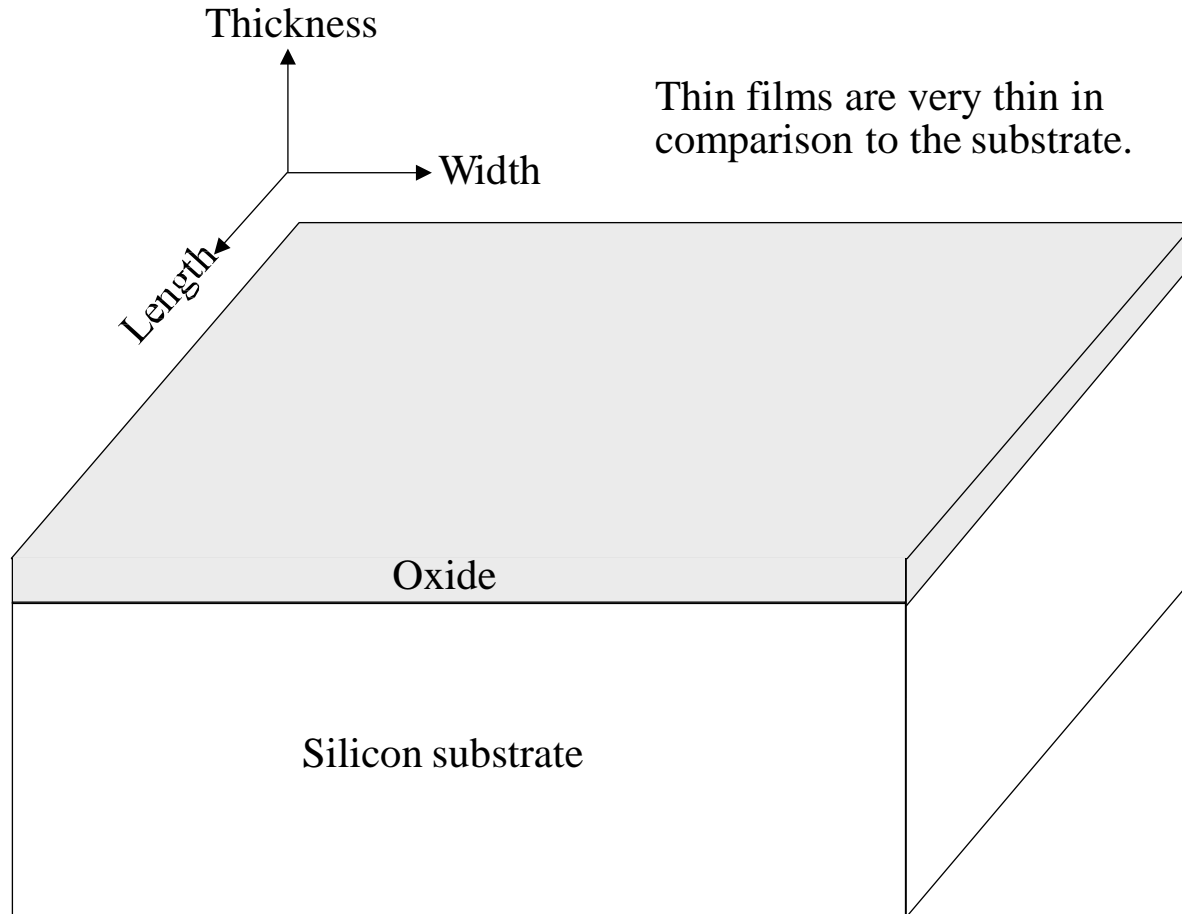 Thickness
Thin films are very thin in
comparison to the substrate.
Width
Length
Oxide
Silicon substrate